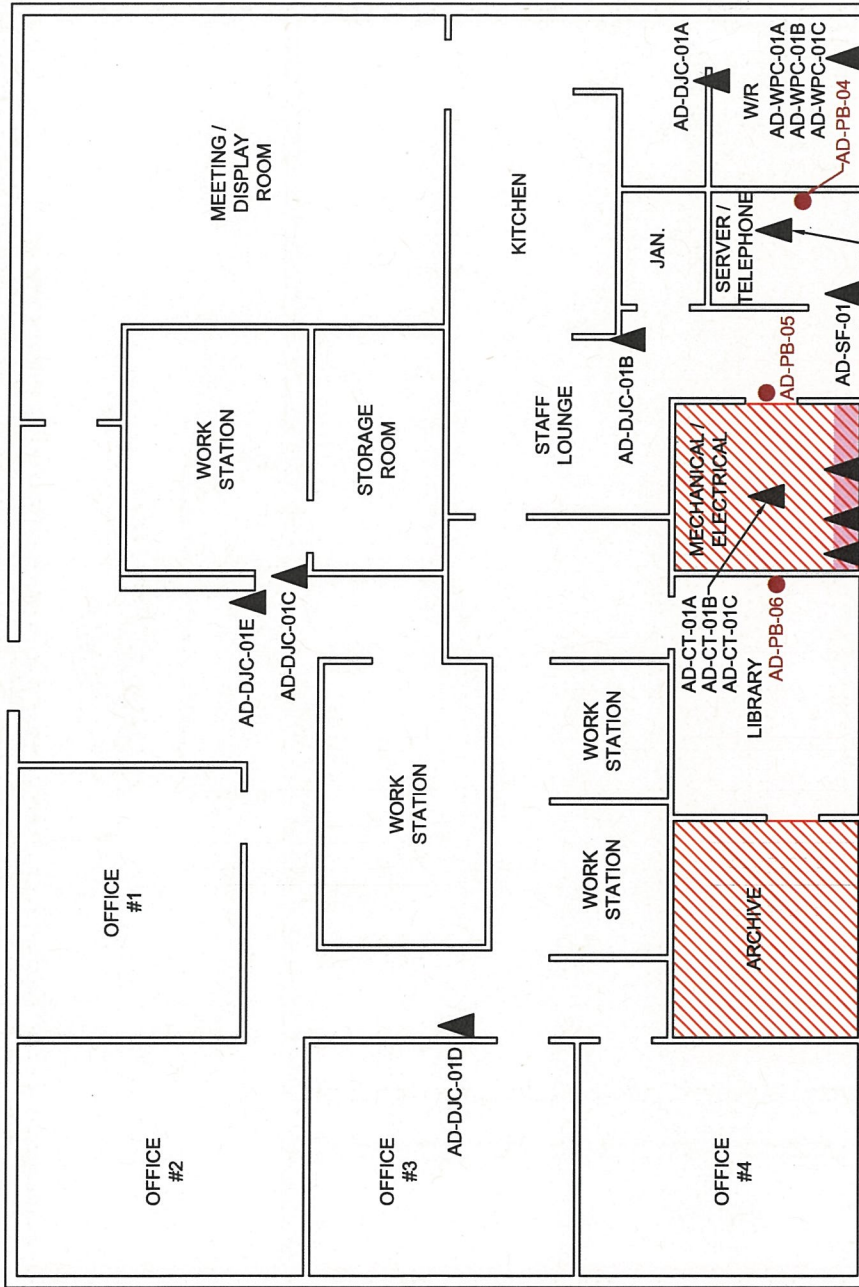 OFFICE
#2
OFFICE
#1
OFFICE
#3
AD-DJC-01D
OFFICE
#4
WORK
STATION
AD-DJC-01E
AD-DJC-01C
WORK
STATION
STORAGE
ROOM
MEETING /
DISPLAY
ROOM
WORK
STATION
WORK
STATION
ARCHIVE
STAFF
LOUNGE
KITCHEN
AD-DJC-01B
JAN.
AD-DJC-01A
AD-CT-01A
AD-CT-01B
AD-CT-01C
AD-PB-06
LIBRARY
MECHANICAL /
ELECTRICAL
AD-PB-05
SERVER /
TELEPHONE
AD-SF-01
W/R
AD-WPC-01A
AD-WPC-01B
AD-WPC-01C
AD-PB-04